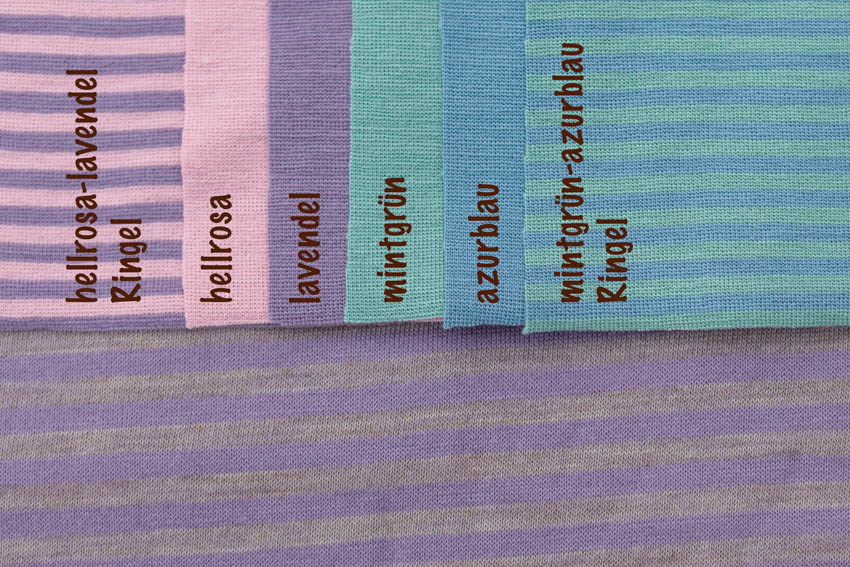 hellrosa-lavendel
Ringel
hellrosa
lavendel
mintgrün
azurblau
mintgrün-azurblau
Ringel